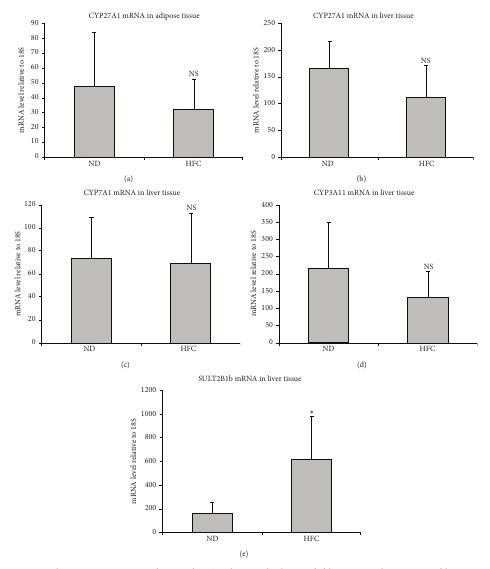 CYP27A1 mRNA in adipose tissue
mRNA level relative to 18S
90
80
70
60
50
40
30
20
10
0
NS
ND
HFC
(a)
CYP27A1 mRNA in liver tissue
mRNA level relative to 18S
250
200
150
100
50
0
NS
ND
HFC
(b)
CYP7A1 mRNA in liver tissue
mRNA level relative to 18S
120
100
80
60
40
20
0
NS
ND
HFC
(c)
CYP3A11 mRNA in liver tissue
mRNA level relative to 18S
400
350
300
250
200
150
100
50
0
NS
ND
HFC
(d)
SULT2B1b mRNA in liver tissue
mRNA level relative to 18S
1200
1000
800
600
400
200
0
*
ND
HFC
(e)